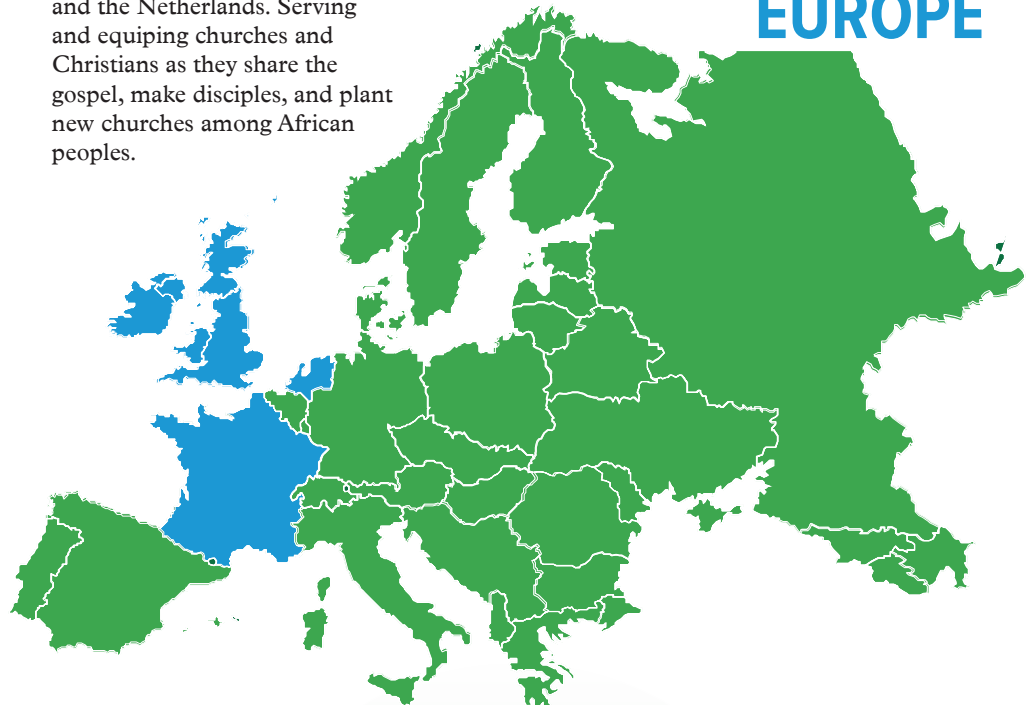 and the Netherlands. Serving
and equiping churches and
Christians as they share the
gospel, make disciples, and plant
new churches among African
peoples.
EUROPE